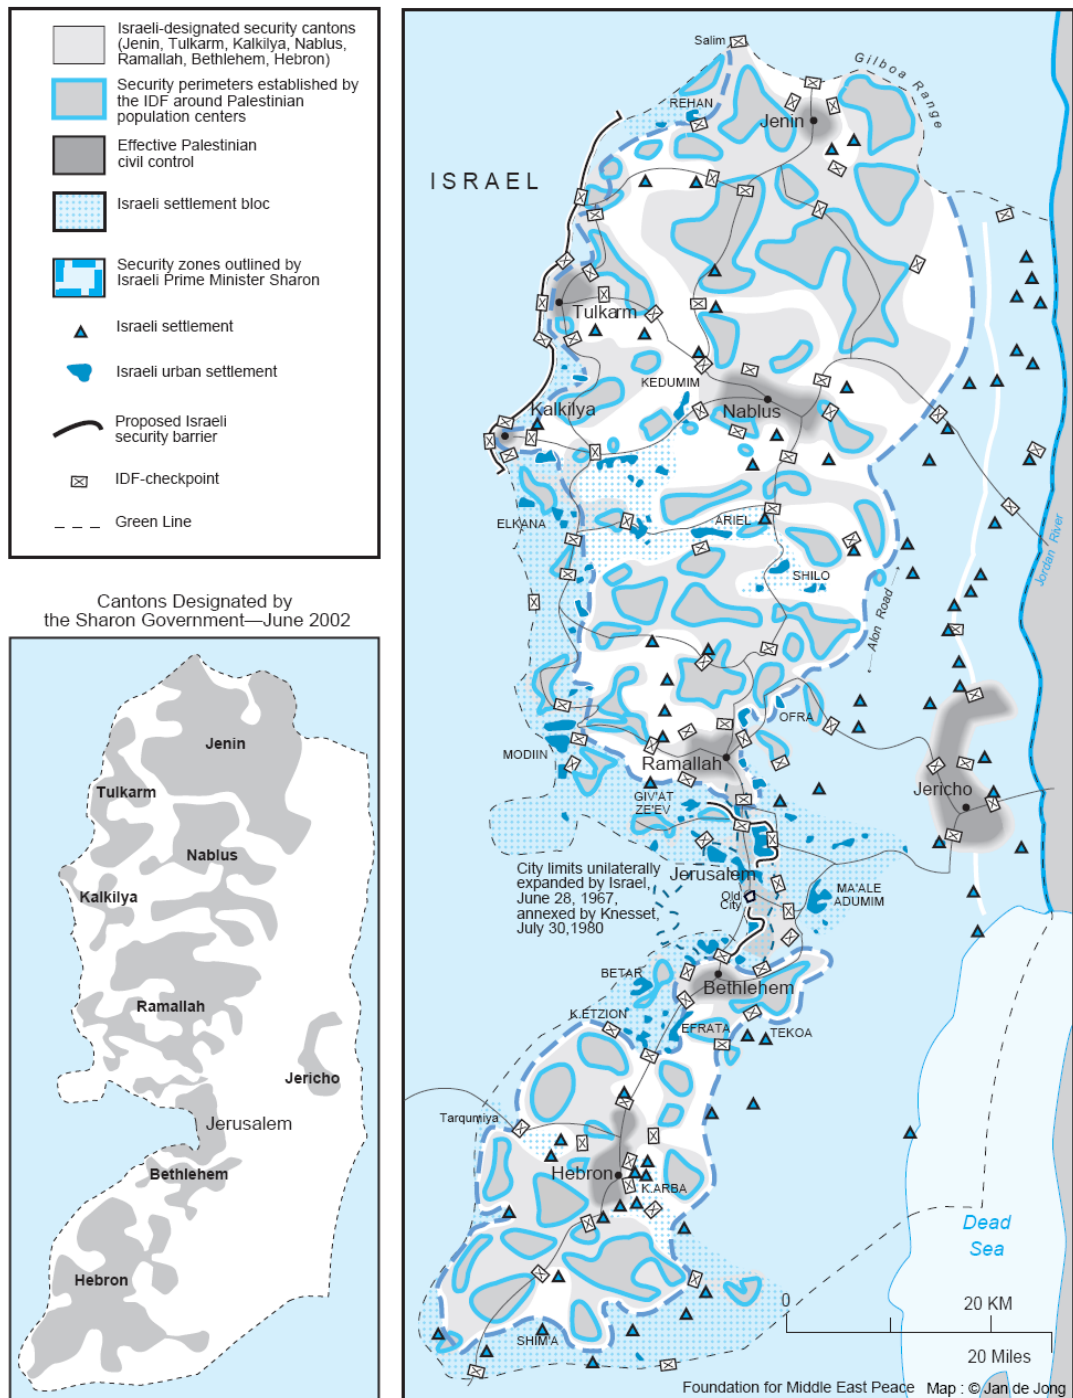 Israeli-designated security cantons
(Jenin, Tulkarm, Kalkilya, Nablus,
Ramallah, Bethlehem, Hebron)
Security perimeters established by
the IDF around Palestinian
population centers
Effective Palestinian
civil control
Israeli settlement bloc
Security zones outlined by
Israeli Prime Minister Sharon
Israeli settlement
Israeli urban settlement
Proposed Israeli
security barrier
IDF-checkpoint
Green Line
Cantons Designated by
the Sharon Government—June 2002
Jenin
Tulkarm
Nablus
Kalkilya
Ramallah
Jericho
Jerusalem
Bethlehem
Hebron
Salim
Gilboa Range
REHAN
Jenin
ISRAEL
Tulkarm
KEDUMIM
Kalkilya
Nablus
ELKANA
ARIEL
Jordan River
SHILO
Alon Road
OFRA
MODIIN
Ramallah
Jericho
GIV'AT
ZE'EV
City limits unilaterally
expanded by Israel,
June 28, 1967,
annexed by Knesset,
July 30,1980
Jerusalem
Old
City
MA'ALE
ADUMIM
BETAR
Bethlehem
K.ETZION
EFRATA
TEKOA
Tarqumiya
Hebron
K.ARBA
Dead
Sea
SHIM'A
0
20 KM
20 Miles
Foundation for Middle East Peace Map : © Jan de Jong